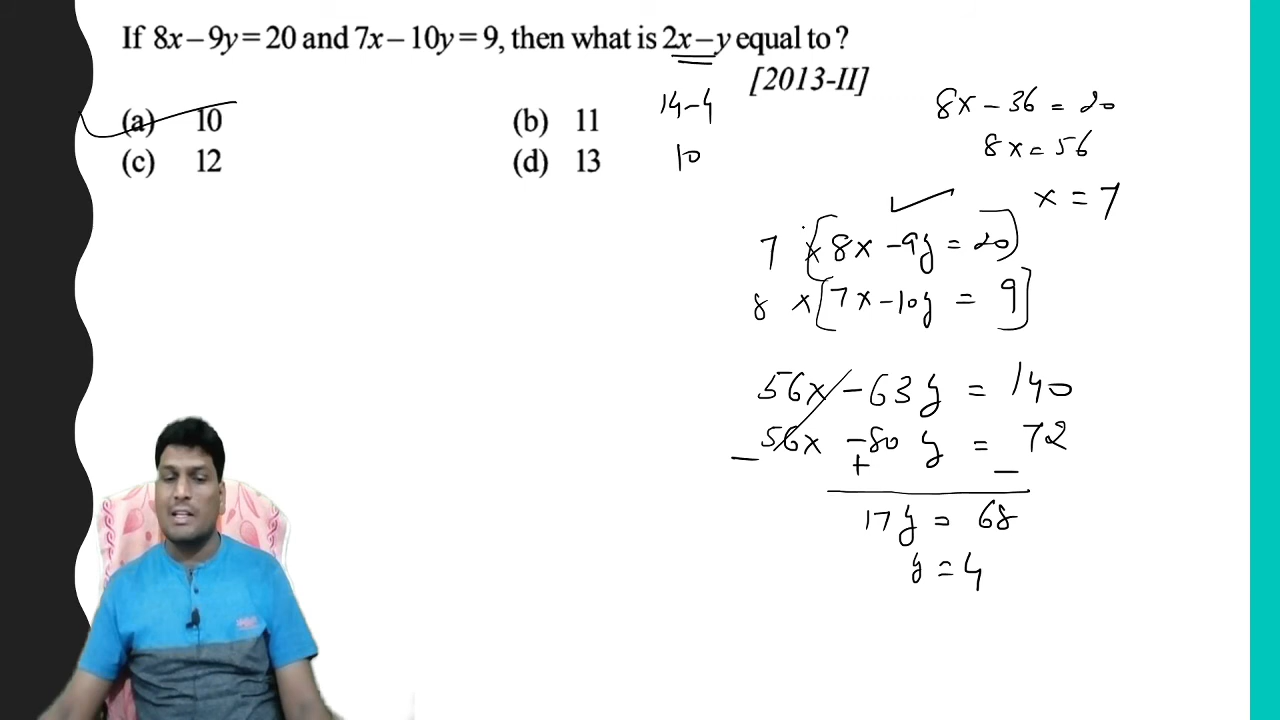 If 8x – 9y = 20 and 7x – 10y = 9, then what is 2x – y equal to ?
[2013-II]
(a) 10
(b) 11
(c) 12
(d) 13
14-4
10
8x - 36 = 20
8x = 56
x = 7
7 × [8x - 9y = 20]
8 × [7x - 10y = 9]
56x - 63y = 140
- 56x - 80y = 72
+ -
17y = 68
y = 4